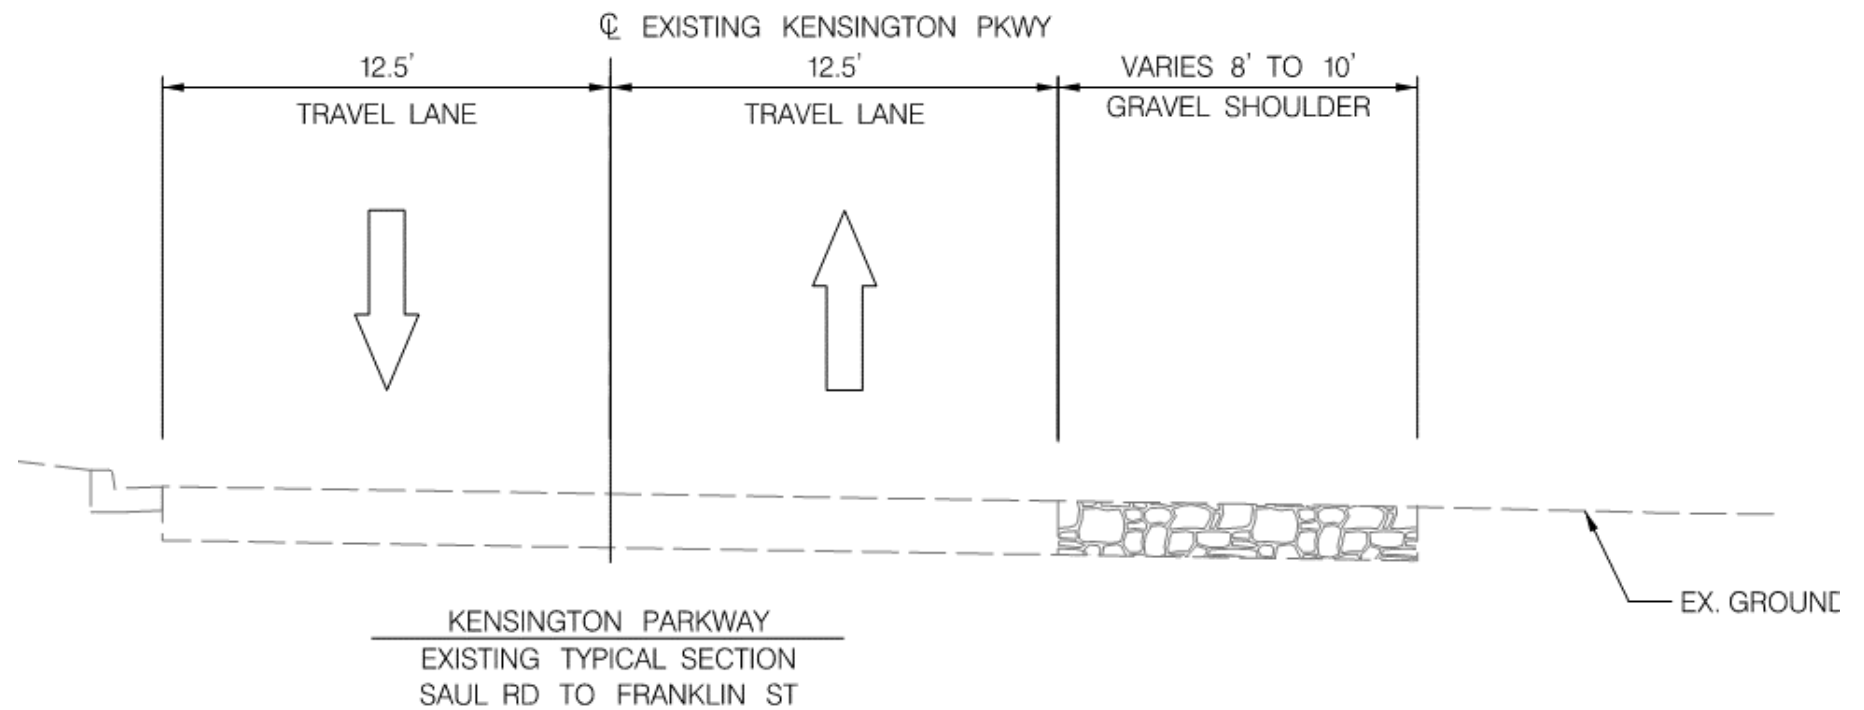 ℄ EXISTING KENSINGTON PKWY
12.5' 12.5' VARIES 8' TO 10'
TRAVEL LANE TRAVEL LANE GRAVEL SHOULDER
EX. GROUND
KENSINGTON PARKWAY
EXISTING TYPICAL SECTION
SAUL RD TO FRANKLIN ST